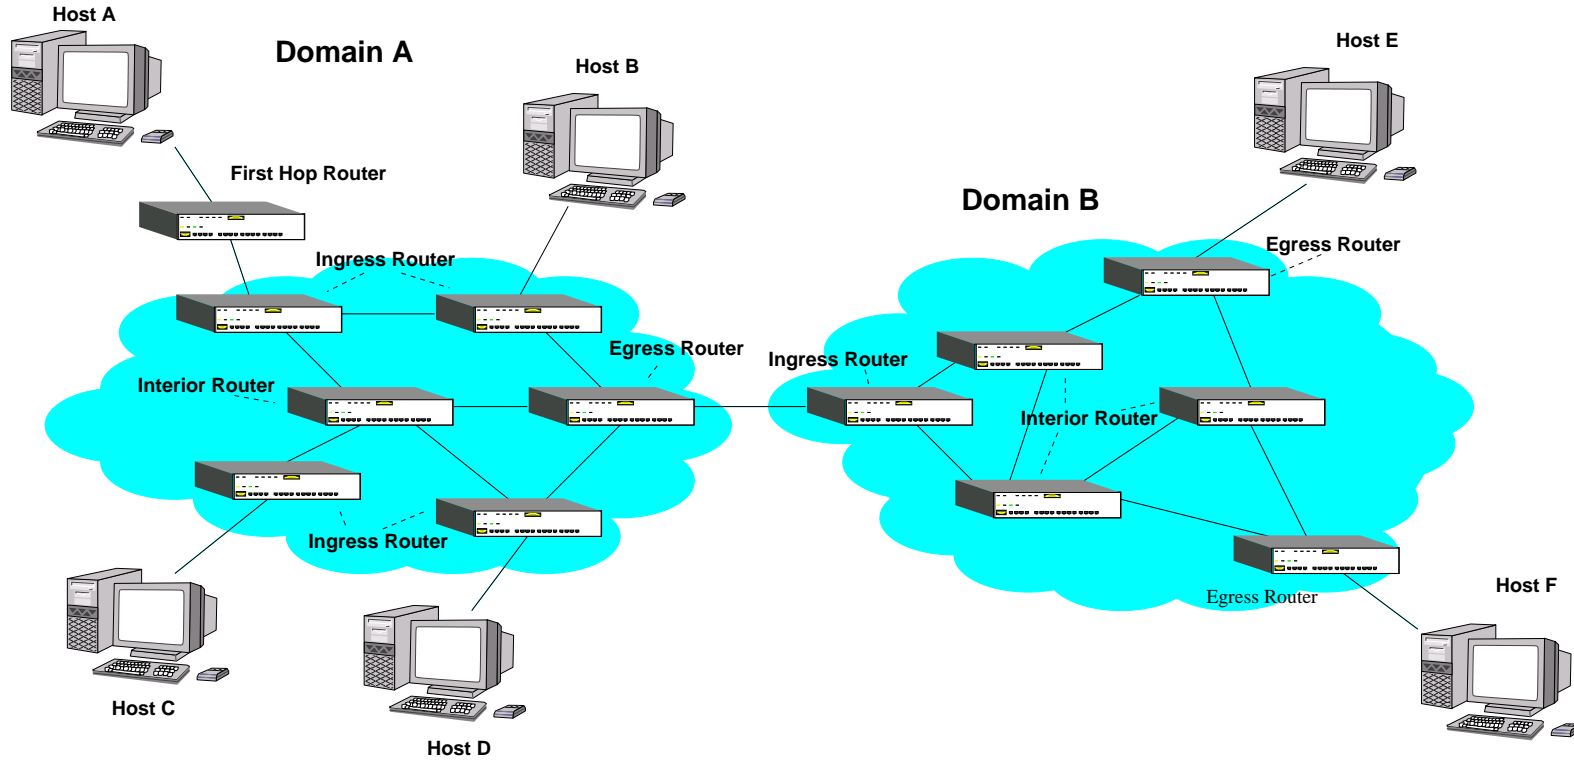 Host A
Domain A
Host B
Host E
First Hop Router
Domain B
Ingress Router
Egress Router
Egress Router
Ingress Router
Interior Router
Interior Router
Ingress Router
Egress Router
Host F
Host C
Host D